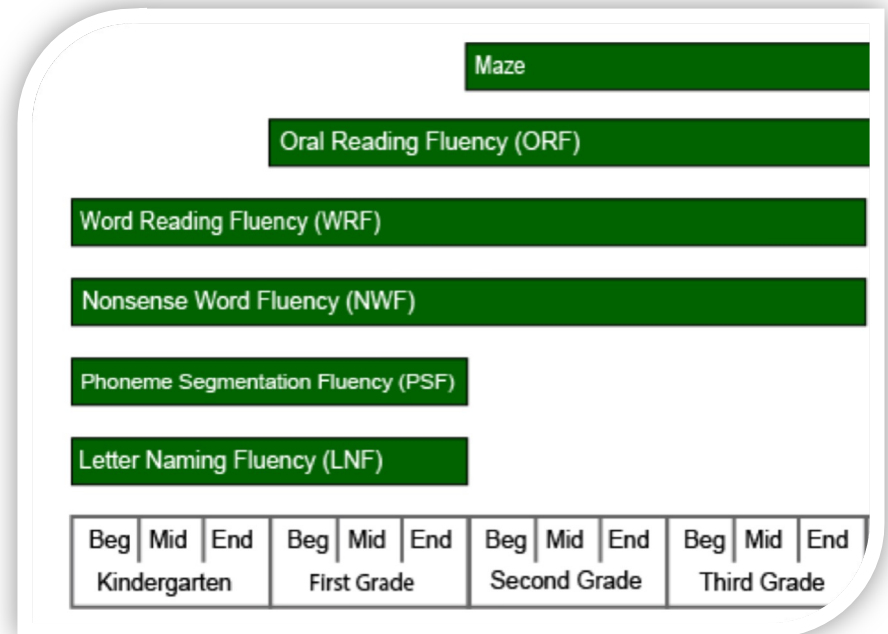 Maze
Oral Reading Fluency (ORF)
Word Reading Fluency (WRF)
Nonsense Word Fluency (NWF)
Phoneme Segmentation Fluency (PSF)
Letter Naming Fluency (LNF)
Beg Mid End Beg Mid End Beg Mid End Beg Mid End
Kindergarten First Grade Second Grade Third Grade